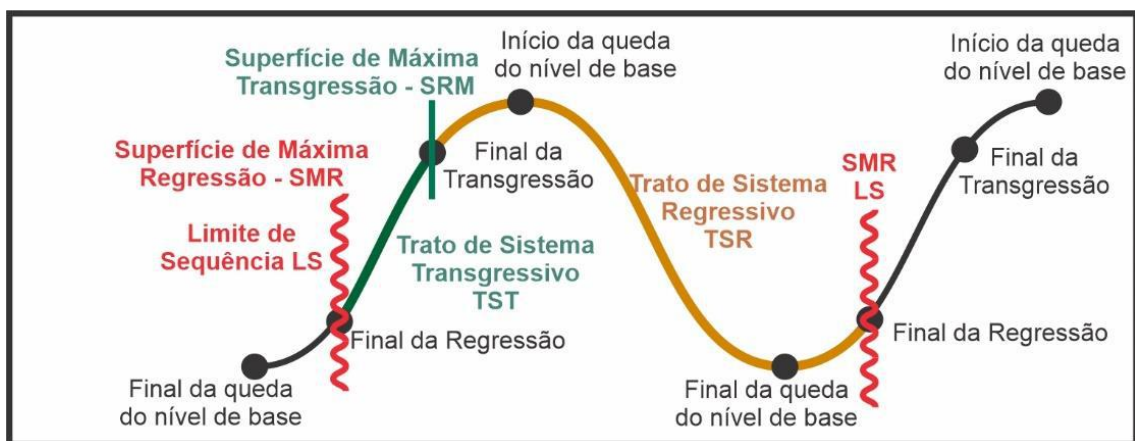 Superfície de Máxima
Transgressão - SRM
Início da queda
do nível de base
Início da queda
do nível de base
Superfície de Máxima
Regressão - SMR
Final da
Transgressão
SMR
LS
Final da
Transgressão
Trato de Sistema
Regressivo
TSR
Limite de
Sequência LS
Trato de Sistema
Transgressivo
TST
Final da Regressão
Final da Regressão
Final da queda
do nível de base
Final da queda
do nível de base